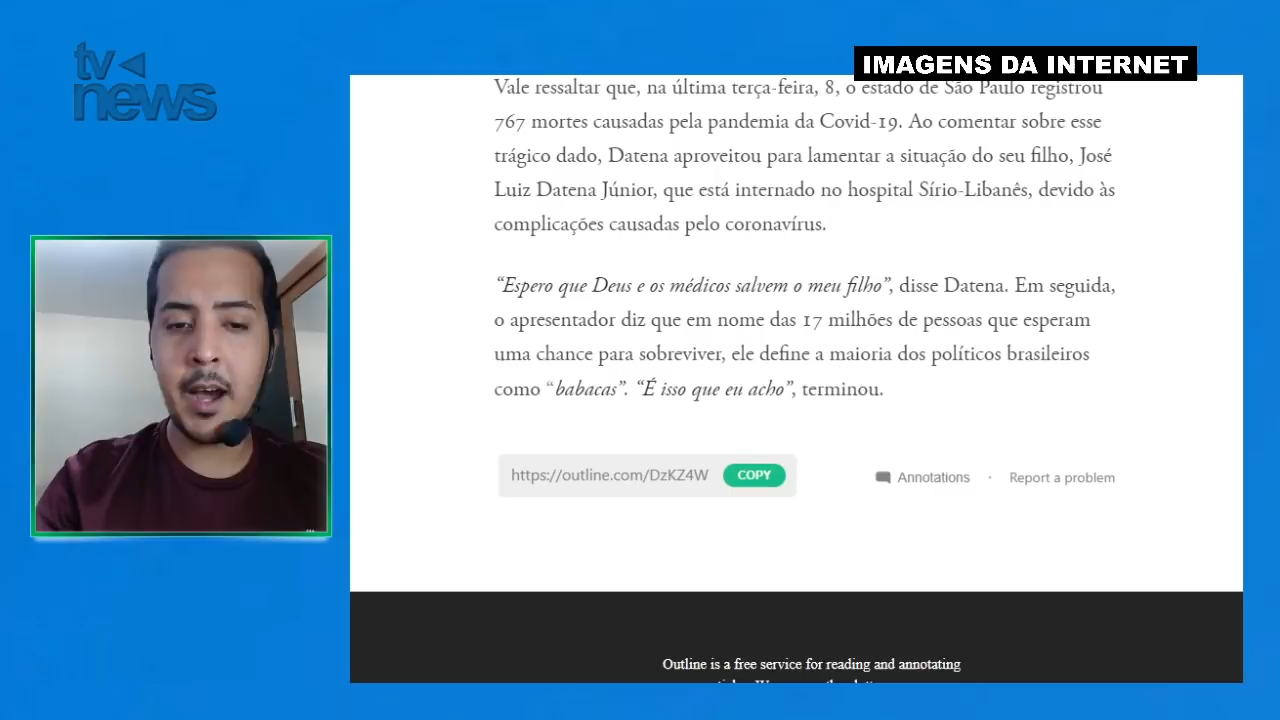 tv
news
IMAGENS DA INTERNET
Vale ressaltar que, na última terça-feira, 8, o estado de São Paulo registrou
767 mortes causadas pela pandemia da Covid-19. Ao comentar sobre esse
trágico dado, Datena aproveitou para lamentar a situação do seu filho, José
Luiz Datena Júnior, que está internado no hospital Sírio-Libanês, devido às
complicações causadas pelo coronavírus.
“Espero que Deus e os médicos salvem o meu filho”, disse Datena. Em seguida,
o apresentador diz que em nome das 17 milhões de pessoas que esperam
uma chance para sobreviver, ele define a maioria dos políticos brasileiros
como “babacas”. “É isso que eu acho”, terminou.
https://outline.com/DzKZ4W COPY
Annotations · Report a problem
Outline is a free service for reading and annotating